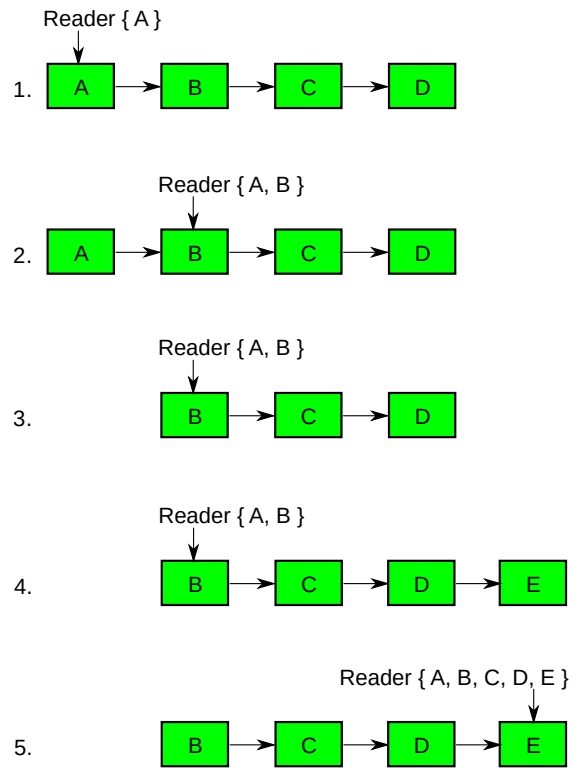 Reader { A }
1. A B C D
Reader { A, B }
2. A B C D
Reader { A, B }
3. B C D
Reader { A, B }
4. B C D E
Reader { A, B, C, D, E }
5. B C D E